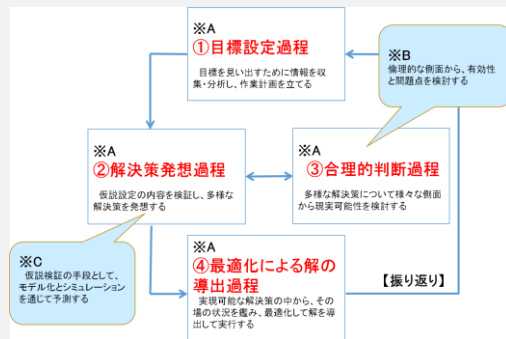 ※A
①目標設定過程
目標を見い出すために情報を収
集・分析し、作業計画を立てる
※B
倫理的な側面から、有効性
と問題点を検討する
※A
②解決策発想過程
仮説設定の内容を検証し、多様な
解決策を発想する
※A
③合理的判断過程
多様な解決策について様々な側面
から現実可能性を検討する
※C
仮説検証の手段として、
モデル化とシミュレーション
を通じて予測する
※A
④最適化による解の
導出過程
実現可能な解決策の中から、その
場の状況を鑑み、最適化して解を導
出して実行する
【振り返り】